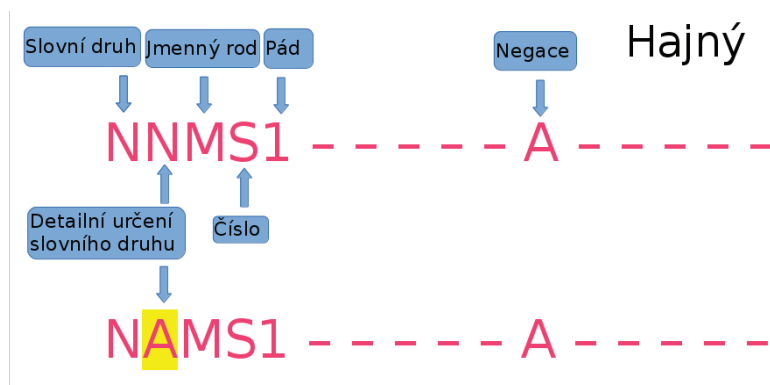 Hajný
Slovní druh Jmenný rod Pád Negace
NNMS1 – – – – – – A – – – – – –
Detailní určení
slovního druhu
Číslo
NAMS1 – – – – – – A – – – – – –